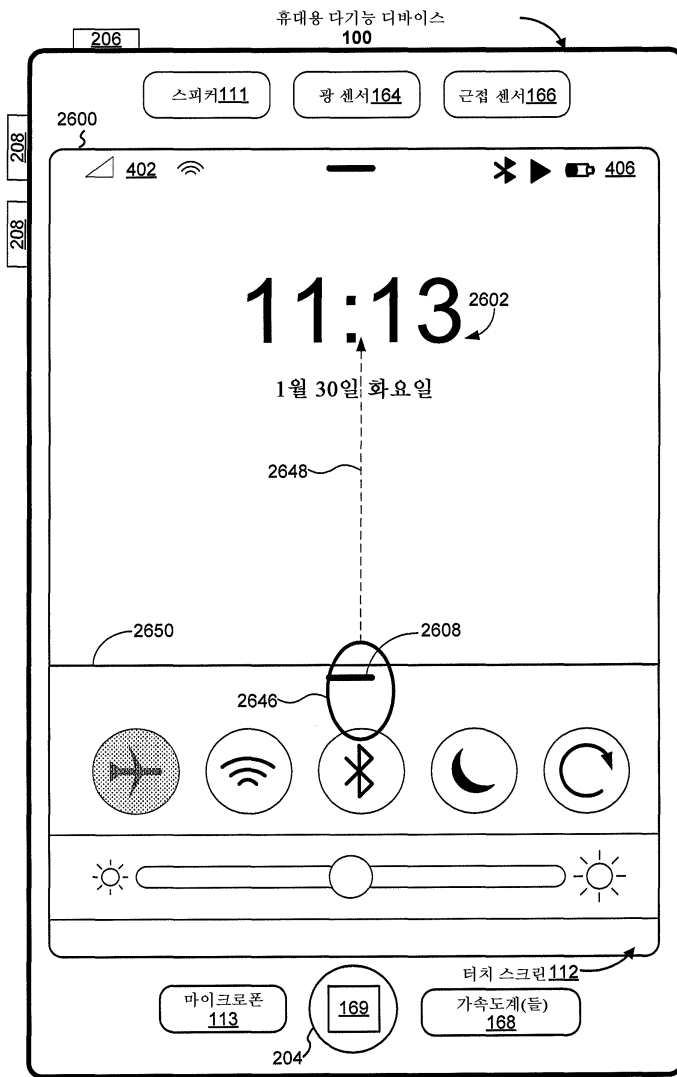 휴대용 다기능 디바이스
100
206
스피커111
광 센서164
근접 센서166
2600
208
208
402
406
11:13
2602
1월 30일 화요일
2648
2650
2608
2646
터치 스크린112
마이크로폰
113
169
가속도계(들)
168
204